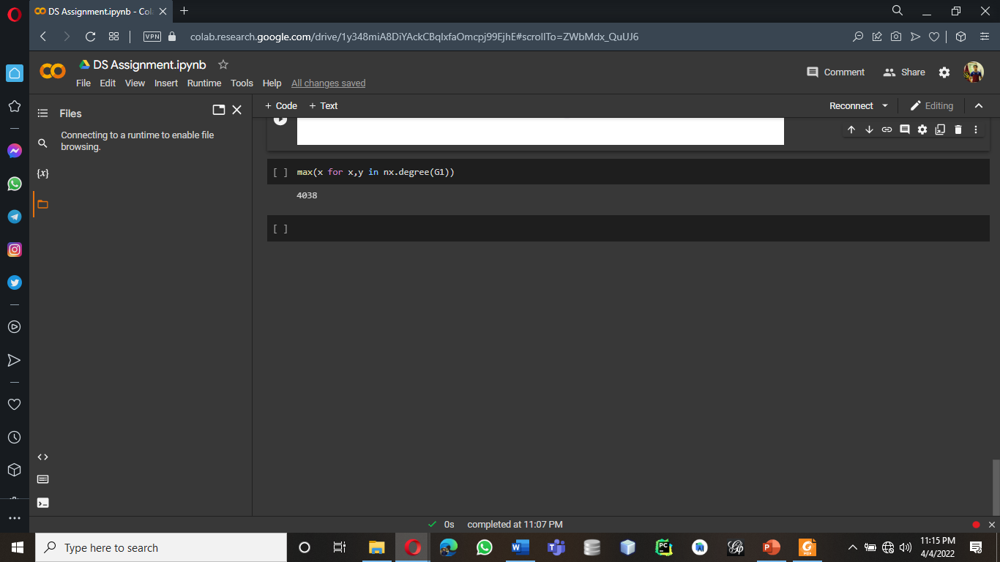 DS Assignment.ipynb - Col
VPN
colab.research.google.com/drive/1y348miA8DiYAckCBqlxfaOmcpj99EjhE#scrollTo=ZWbMdx_QuUJ6
DS Assignment.ipynb
File Edit View Insert Runtime Tools Help All changes saved
Comment
Share
Files
+ Code + Text
Reconnect
Editing
Connecting to a runtime to enable file
browsing.
{x}
[ ] max(x for x,y in nx.degree(G1))
4038
[ ]
0s completed at 11:07 PM
Type here to search
11:15 PM
4/4/2022